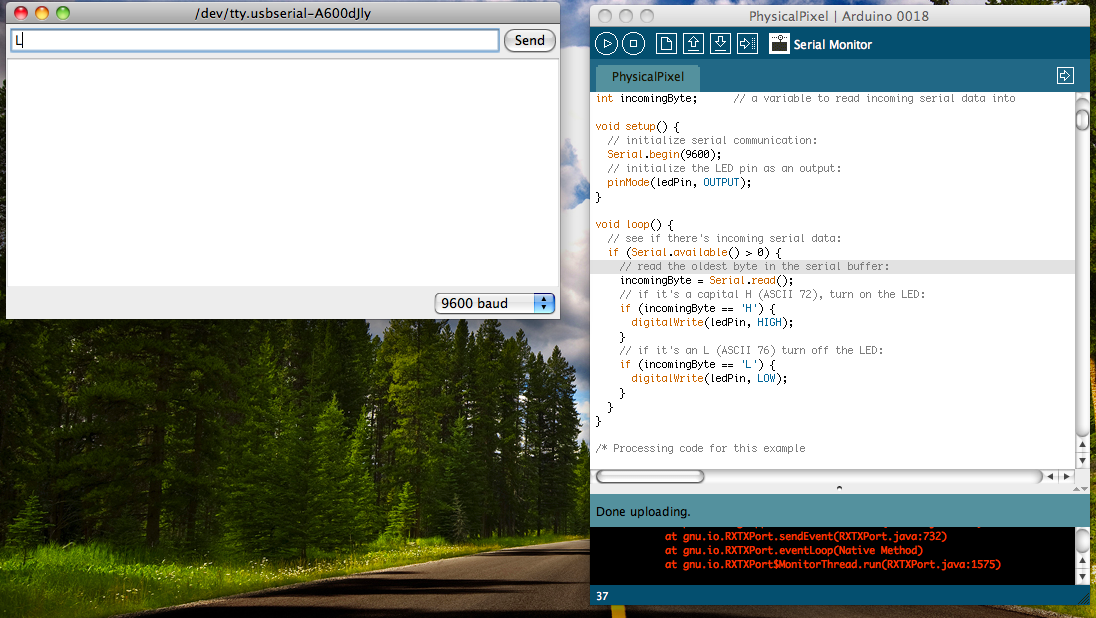 /dev/tty.usbserial-A600dJly
L
Send
9600 baud
PhysicalPixel | Arduino 0018
Serial Monitor
PhysicalPixel
int incomingByte;      // a variable to read incoming serial data into
void setup() {
  // initialize serial communication:
  Serial.begin(9600);
  // initialize the LED pin as an output:
  pinMode(ledPin, OUTPUT);
}
void loop() {
  // see if there's incoming serial data:
  if (Serial.available() > 0) {
    // read the oldest byte in the serial buffer:
    incomingByte = Serial.read();
    // if it's a capital H (ASCII 72), turn on the LED:
    if (incomingByte == 'H') {
      digitalWrite(ledPin, HIGH);
    }
    // if it's an L (ASCII 76) turn off the LED:
    if (incomingByte == 'L') {
      digitalWrite(ledPin, LOW);
    }
  }
}
/* Processing code for this example
Done uploading.
at gnu.io.RXTXPort.sendEvent(RXTXPort.java:732)
at gnu.io.RXTXPort.eventLoop(Native Method)
at gnu.io.RXTXPort$MonitorThread.run(RXTXPort.java:1575)
37